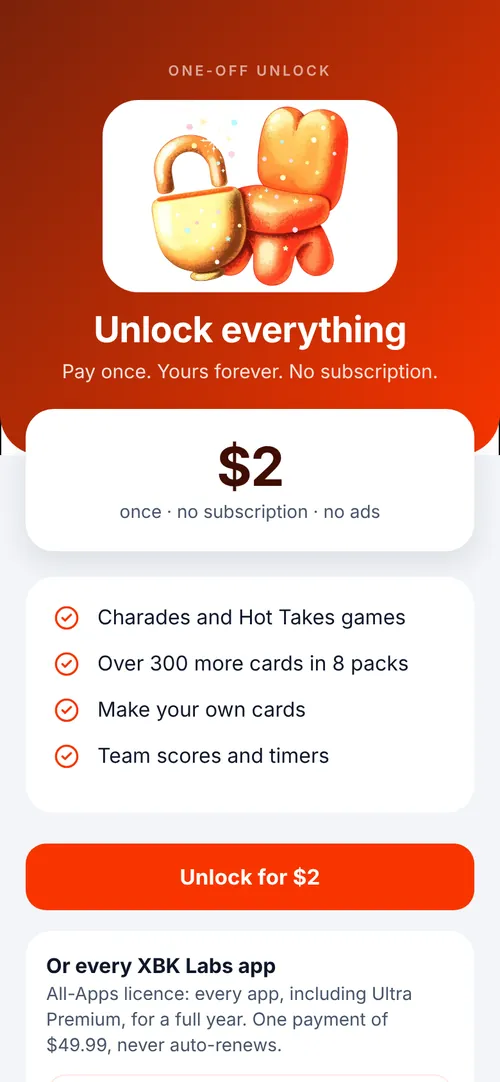 ONE-OFF UNLOCK
Unlock everything
Pay once. Yours forever. No subscription.
$2
once · no subscription · no ads
Charades and Hot Takes games
Over 300 more cards in 8 packs
Make your own cards
Team scores and timers
Unlock for $2
Or every XBK Labs app
All-Apps licence: every app, including Ultra
Premium, for a full year. One payment of
$49.99, never auto-renews.